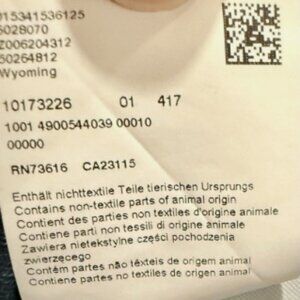 015341536125
5028070
Z006204312
50264812
Wyoming
10173226 01 417
1001 4900544039 00010
00000
RN73616 CA23115
Enthält nichttextile Teile tierischen Ursprungs
Contains non-textile parts of animal origin
Contient des parties non textiles d'origine animale
Contiene parti non tessili di origine animale
Zawiera nietekstylne części pochodzenia
zwierzęcego
Contém partes não têxteis de origem animal
Contiene partes no textiles de origen animal